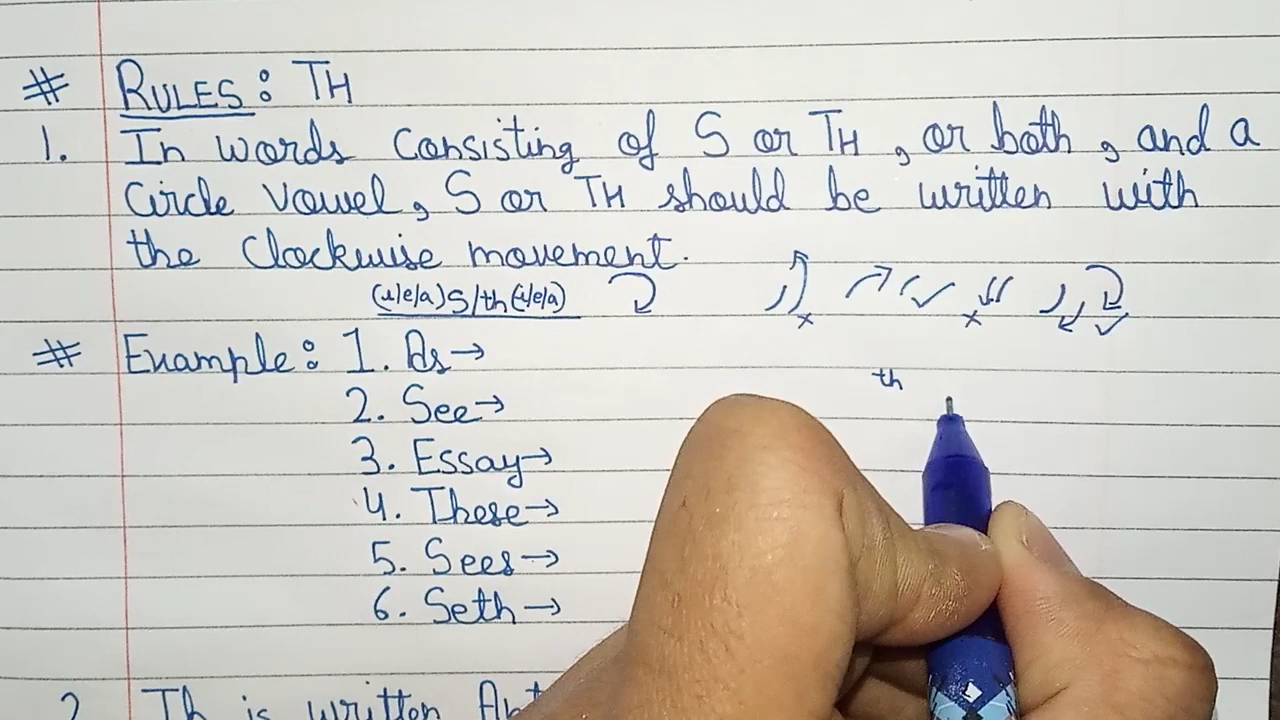 # RULES: TH
1. In words consisting of S or TH, or both, and a
circle vowel, S or TH should be written with
the clockwise movement.
(i/e/a)S/th(i/e/a)
# Example: 1. As→
th
2. See→
3. Essay→
4. These→
5. Sees→
6. Seth→
2. Th is written